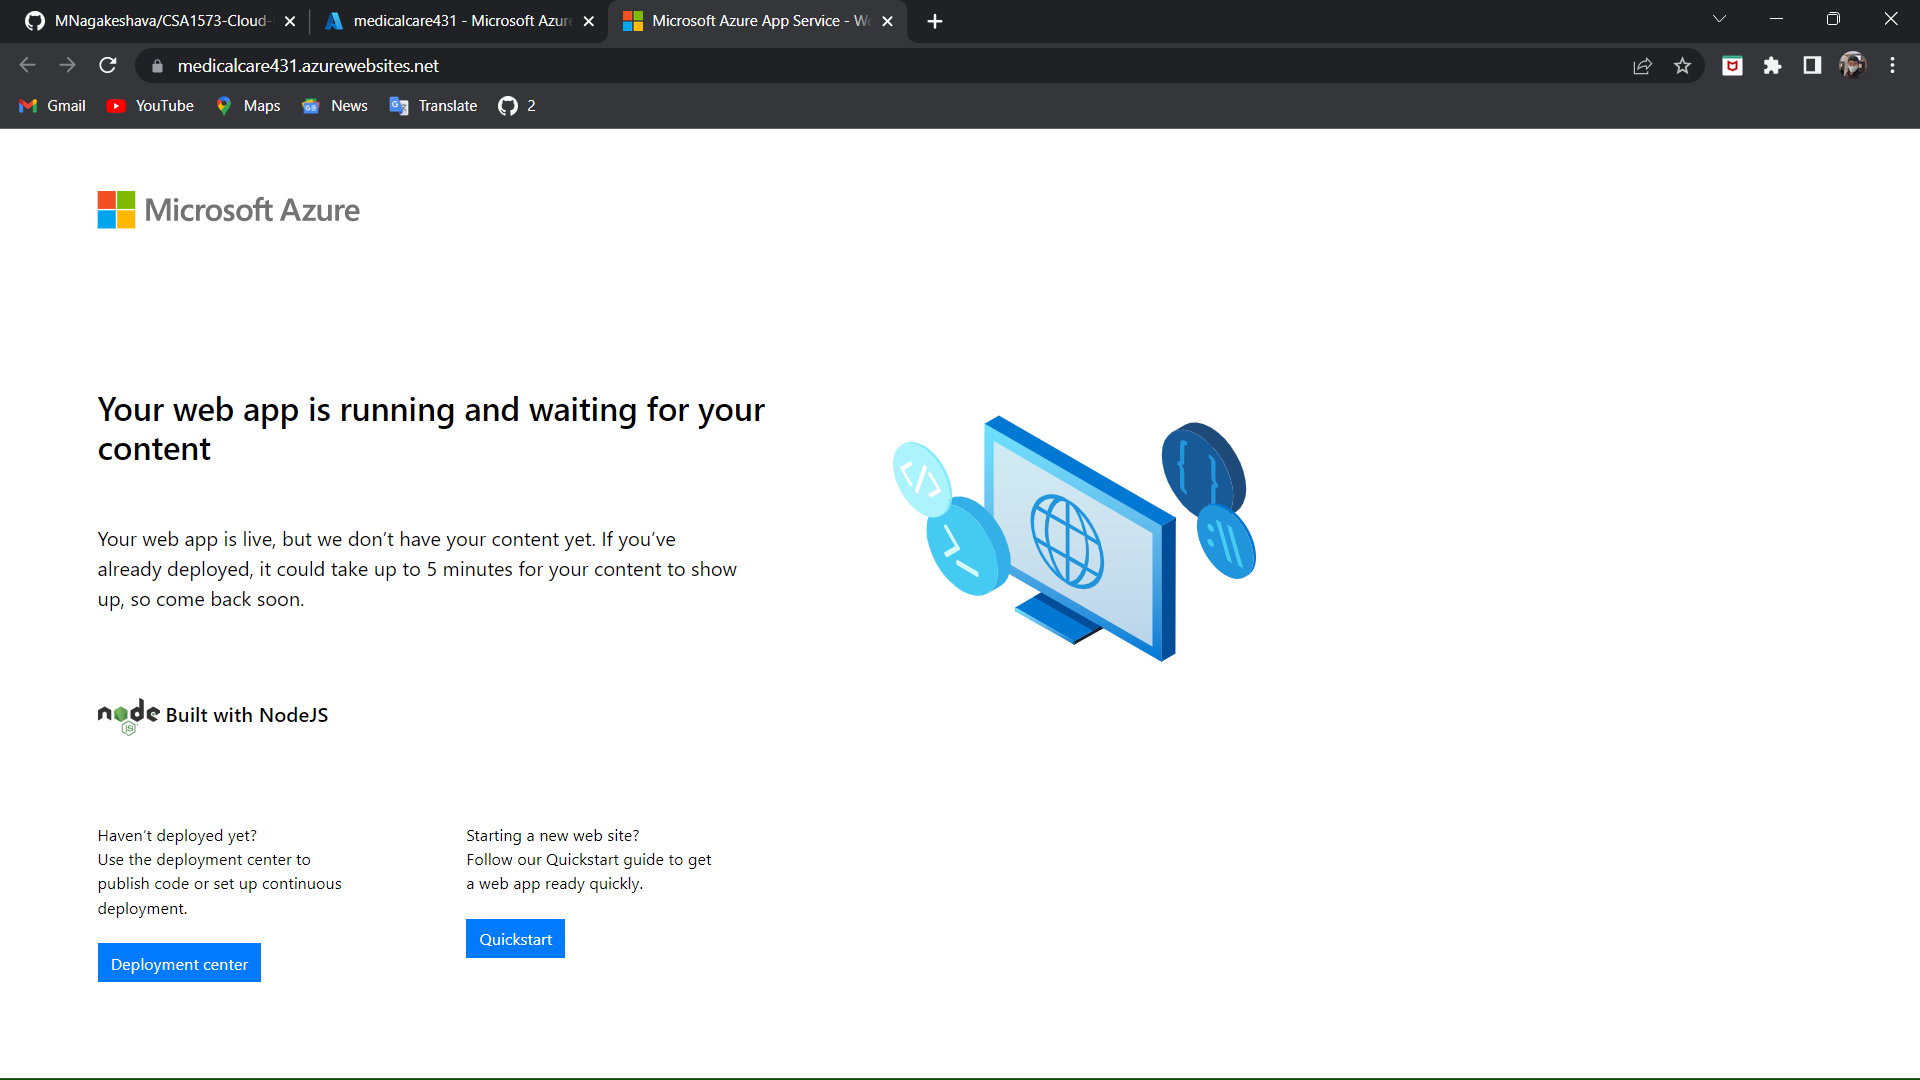 MNagakeshava/CSA1573-Cloud-
medicalcare431 - Microsoft Azure
Microsoft Azure App Service - We
medicalcare431.azurewebsites.net
Gmail
YouTube
Maps
News
Translate
2
Microsoft Azure
Your web app is running and waiting for your
content
Your web app is live, but we don’t have your content yet. If you’ve
already deployed, it could take up to 5 minutes for your content to show
up, so come back soon.
node
JS
Built with NodeJS
Haven’t deployed yet?
Use the deployment center to
publish code or set up continuous
deployment.
Deployment center
Starting a new web site?
Follow our Quickstart guide to get
a web app ready quickly.
Quickstart